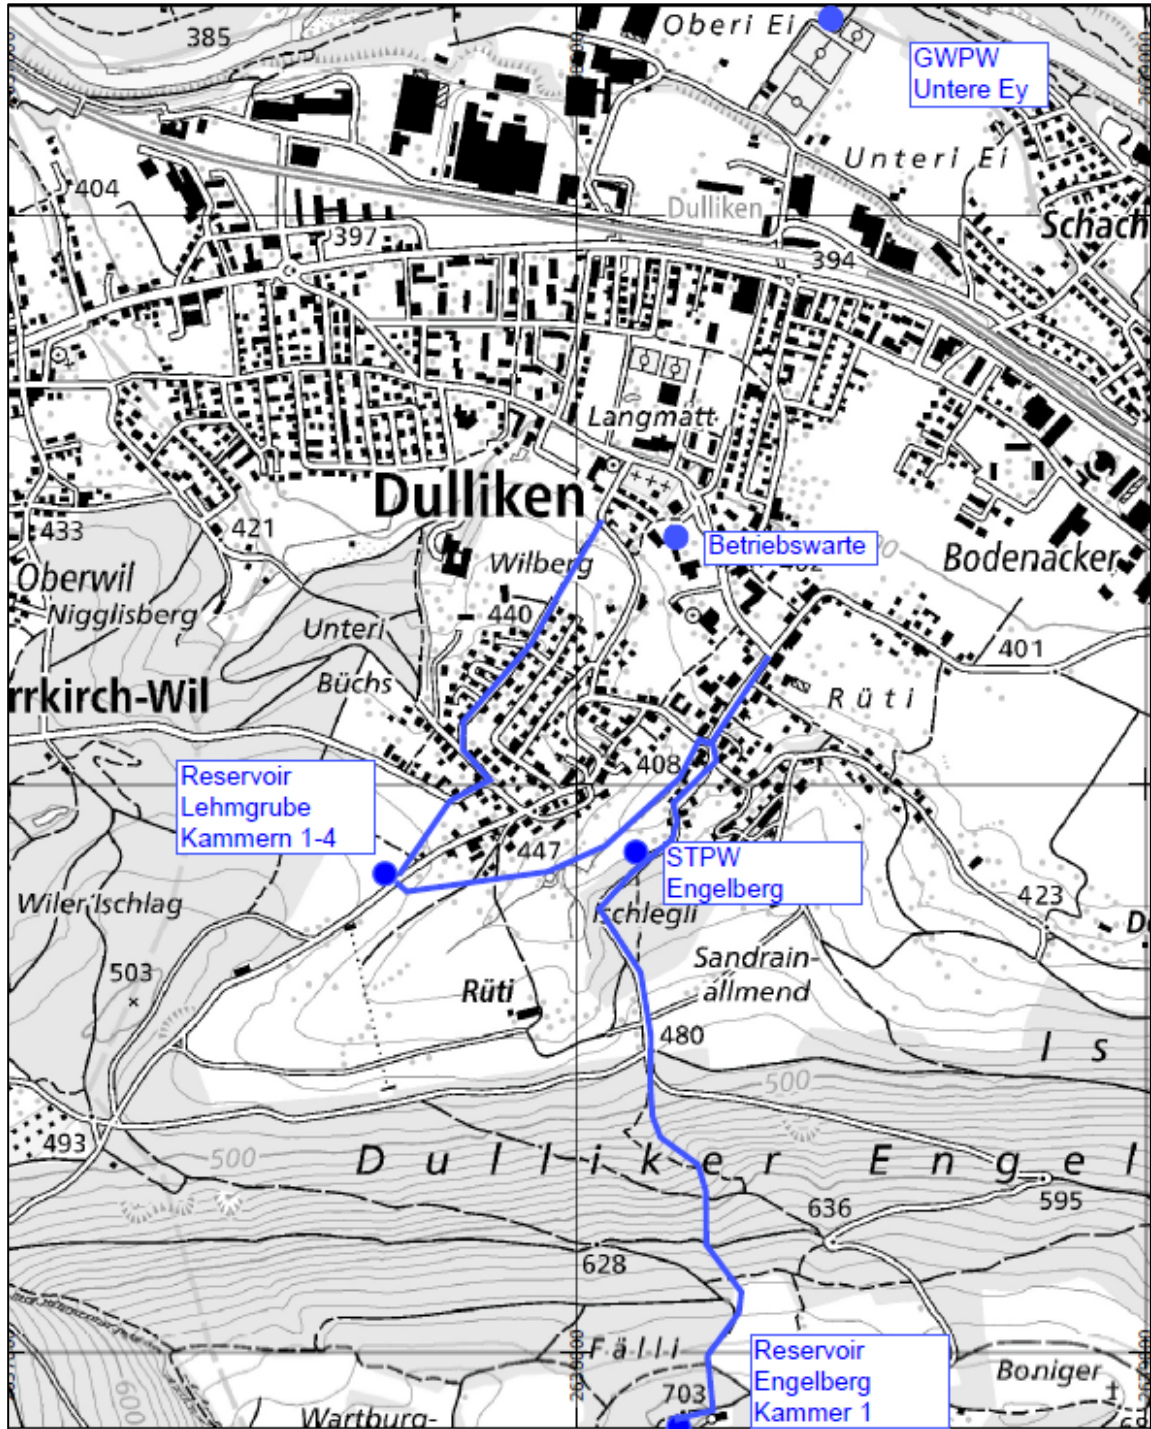 385
Oberi Ei
GWPW
Untere Ey
Unteri Ei
404
Dulliken
Schach
397
394
Langmatt
Dulliken
433
421
Betriebswarte
Wilberg
Bodenacker
Oberwil
Nigglisberg
440
Unteri
401
Büchs
Rüti
rrkirch-Wil
408
Reservoir
Lehmgrube
Kammern 1-4
447
STPW
Engelberg
Wiler Ischlag
423
503
Sandrain-
allmend
Rüti
480
I s
500
493
500
Dulliker Engel
636
595
628
Fälli
Reservoir
Engelberg
Kammer 1
Boniger
703
600
Wartburg-